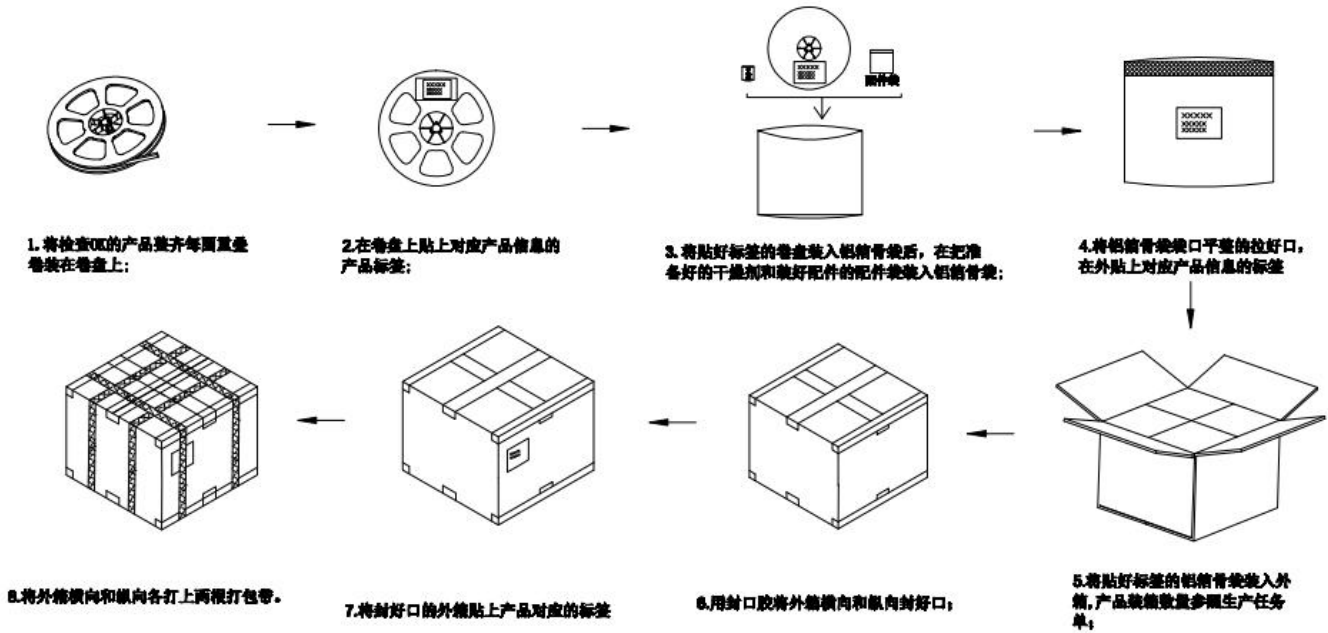 XXXXX
XXXX
XXXX
XXXXX
XXXX
配件袋
XXXXXX
XXXXX
XXXXX
1.将检查OK的产品整齐每圈重叠
卷装在卷盘上;
2.在卷盘上贴上对应产品信息的
产品标签;
3.将贴好标签的卷盘装入铝箔骨袋后，在把准
备好的干燥剂和装好配件的配件袋装入铝箔骨袋;
4.将铝箔骨袋袋口平整的拉好口，
在外贴上对应产品信息的标签
5.将贴好标签的铝箔骨袋装入外
箱,产品装箱数量参照生产任务
单;
6.用封口胶将外箱横向和纵向封好口;
7.将封好口的外箱贴上产品对应的标签
8.将外箱横向和纵向各打上两根打包带。